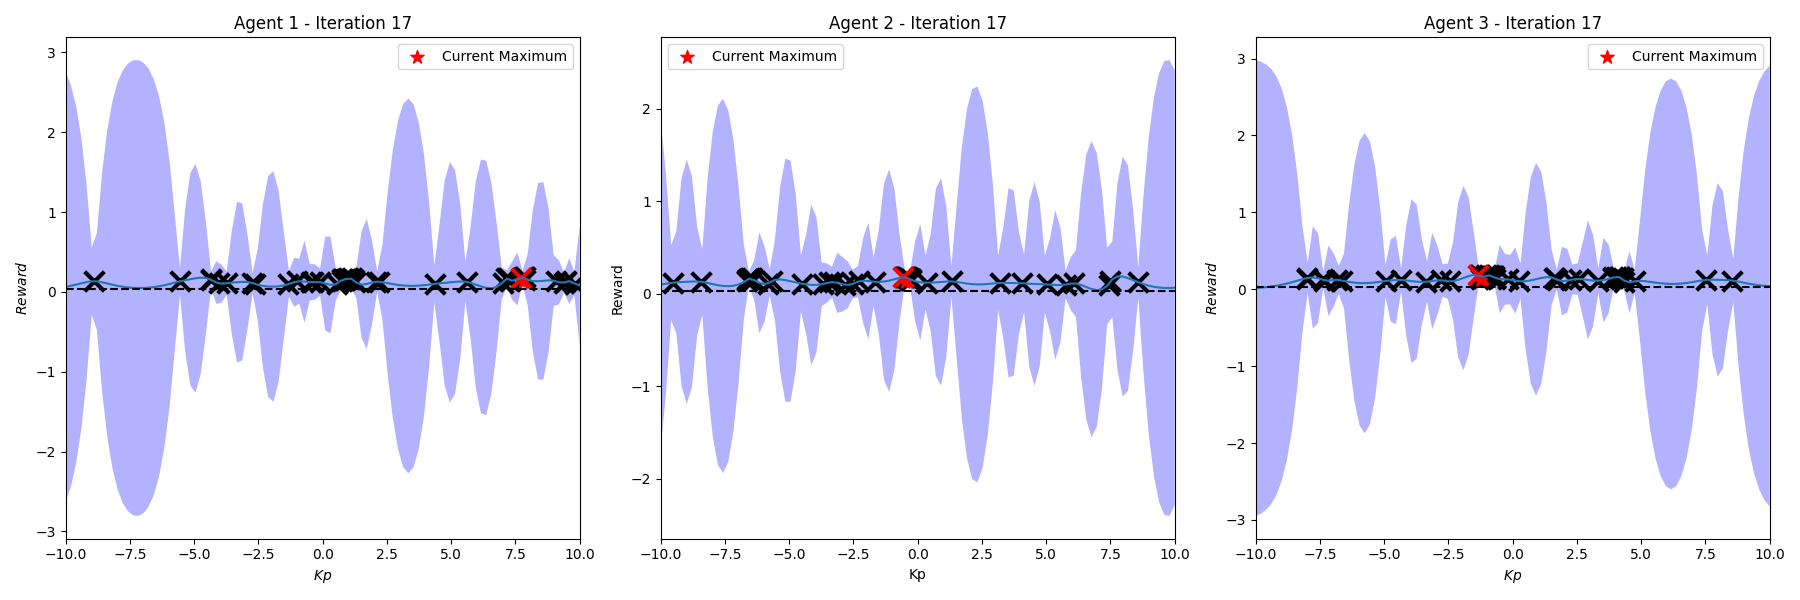 Agent 1 - Iteration 17
Current Maximum
3
2
1
0
−1
−2
−3
Reward
−10.0 −7.5 −5.0 −2.5 0.0 2.5 5.0 7.5 10.0
Kp
Agent 2 - Iteration 17
Current Maximum
2
1
0
−1
−2
Reward
−10.0 −7.5 −5.0 −2.5 0.0 2.5 5.0 7.5 10.0
Kp
Agent 3 - Iteration 17
Current Maximum
3
2
1
0
−1
−2
−3
Reward
−10.0 −7.5 −5.0 −2.5 0.0 2.5 5.0 7.5 10.0
Kp